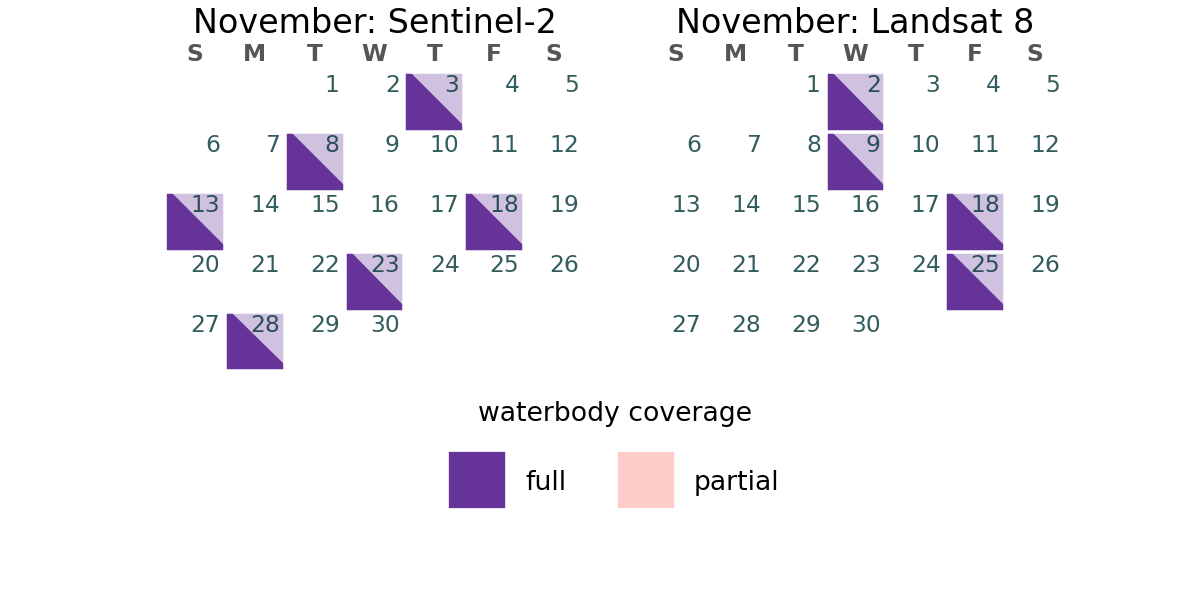 November: Sentinel-2
S M T W T F S
1 2 3 4 5
6 7 8 9 10 11 12
13 14 15 16 17 18 19
20 21 22 23 24 25 26
27 28 29 30
November: Landsat 8
S M T W T F S
1 2 3 4 5
6 7 8 9 10 11 12
13 14 15 16 17 18 19
20 21 22 23 24 25 26
27 28 29 30
waterbody coverage
full partial